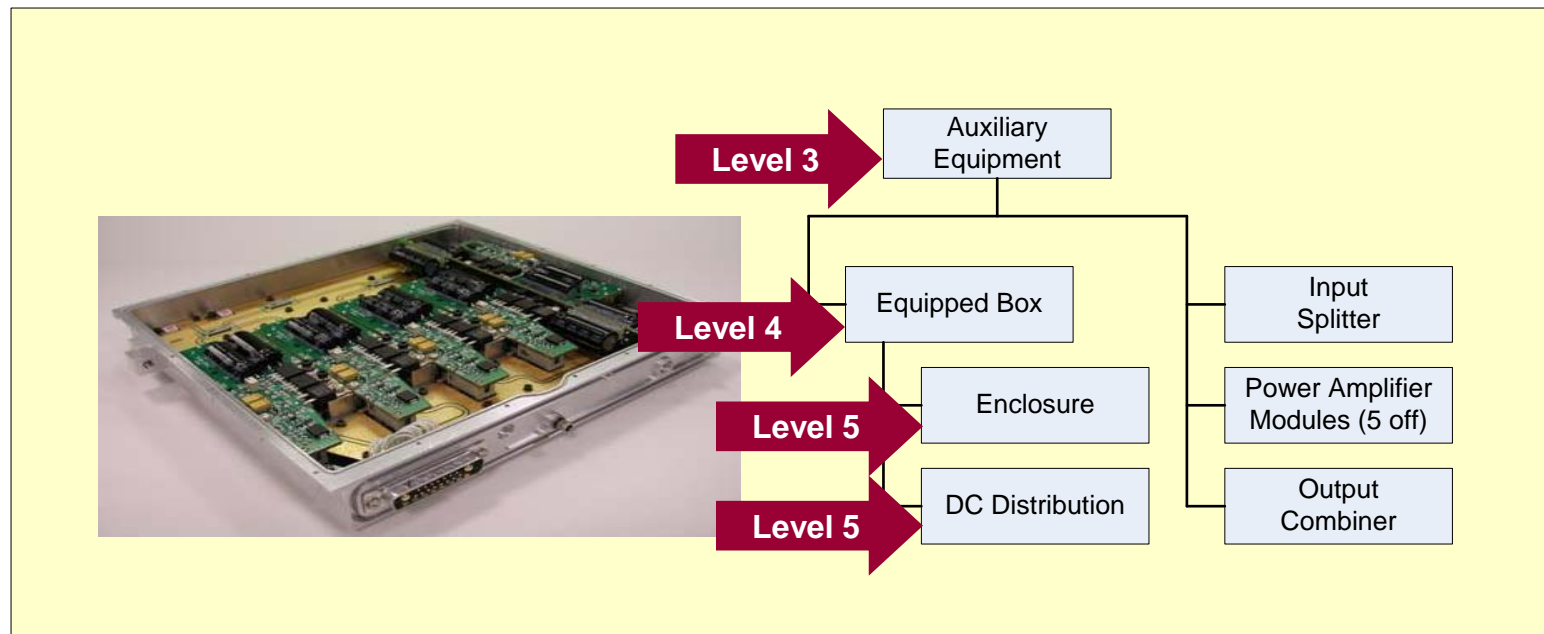 Level 3
Auxiliary
Equipment
Level 4
Equipped Box
Input
Splitter
Level 5
Enclosure
Power Amplifier
Modules (5 off)
Level 5
DC Distribution
Output
Combiner